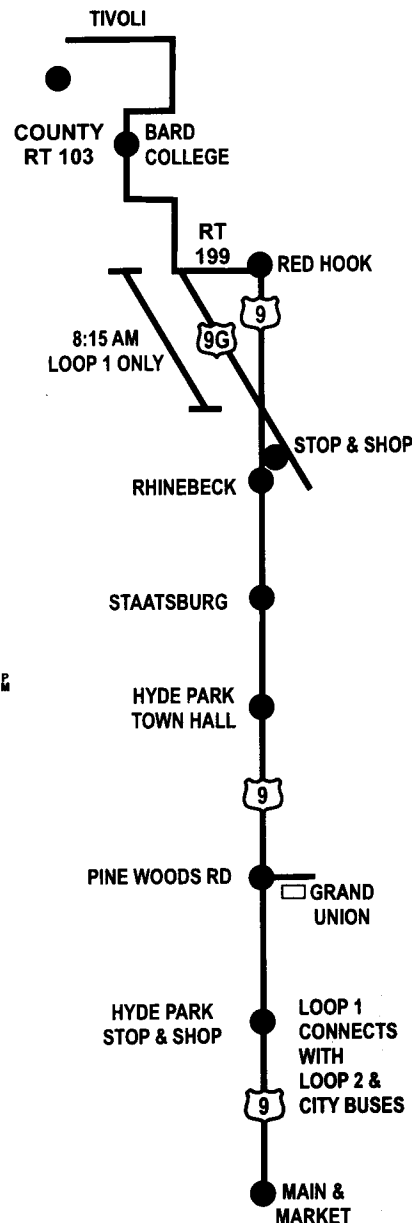 TIVOLI
COUNTY
RT 103
BARD
COLLEGE
RT
199
RED HOOK
9
9G
8:15 AM
LOOP 1 ONLY
STOP & SHOP
RHINEBECK
STAATSBURG
PM
HYDE PARK
TOWN HALL
9
PINE WOODS RD
GRAND
UNION
HYDE PARK
STOP & SHOP
LOOP 1
CONNECTS
WITH
LOOP 2 &
CITY BUSES
9
MAIN &
MARKET